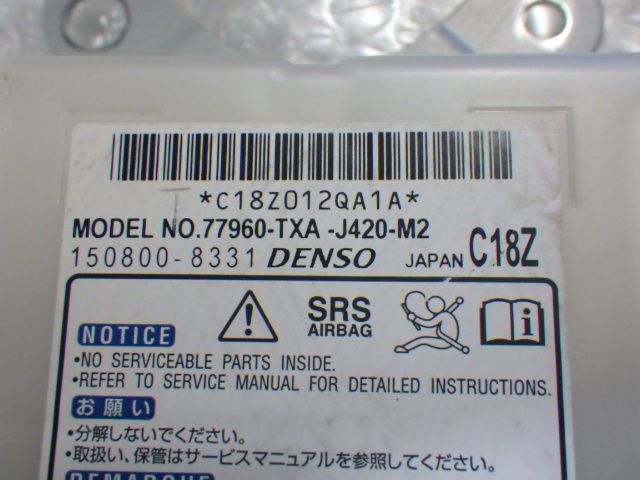 *C18Z012QA1A*
MODEL NO.77960-TXA -J420-M2
150800-8331 DENSO JAPAN C18Z
SRS
AIRBAG
NOTICE
•NO SERVICEABLE PARTS INSIDE.
•REFER TO SERVICE MANUAL FOR DETAILED INSTRUCTIONS.
お願い
•分解しないでください。
•取扱い、保管はサービスマニュアルを参照してください。
REMARQUE